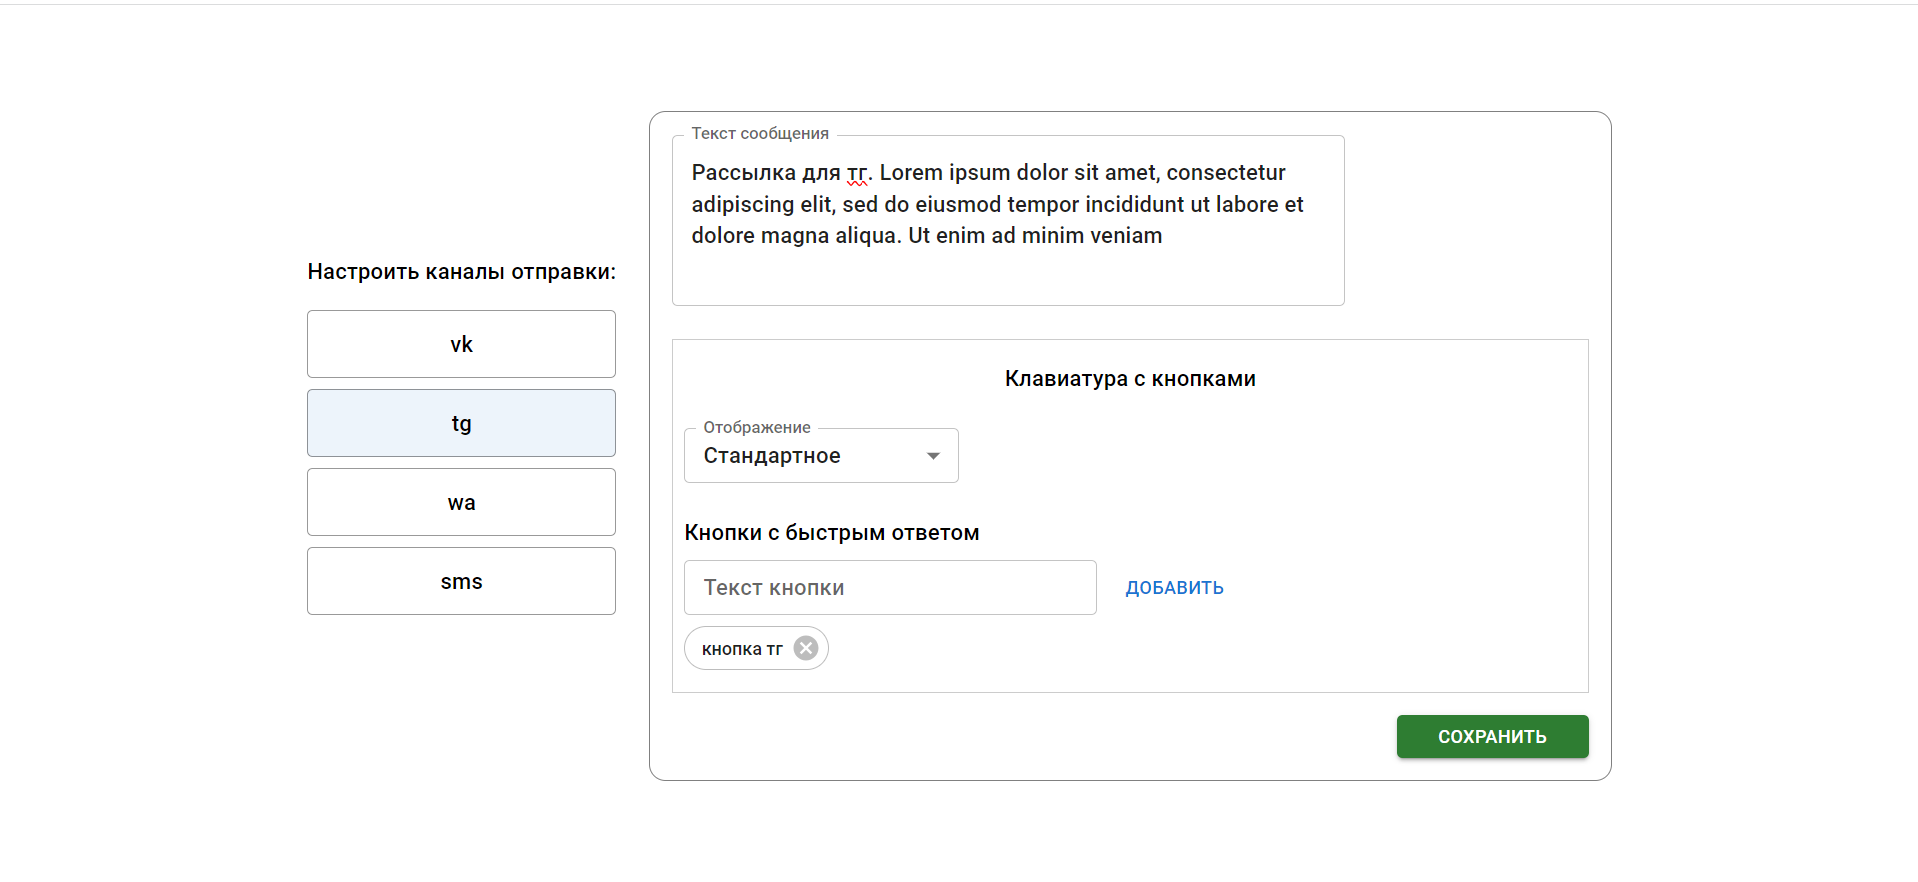 Настроить каналы отправки:
vk
tg
wa
sms
Текст сообщения
Рассылка для тг. Lorem ipsum dolor sit amet, consectetur
adipiscing elit, sed do eiusmod tempor incididunt ut labore et
dolore magna aliqua. Ut enim ad minim veniam
Клавиатура с кнопками
Отображение
Стандартное
Кнопки с быстрым ответом
Текст кнопки
ДОБАВИТЬ
кнопка тг
СОХРАНИТЬ